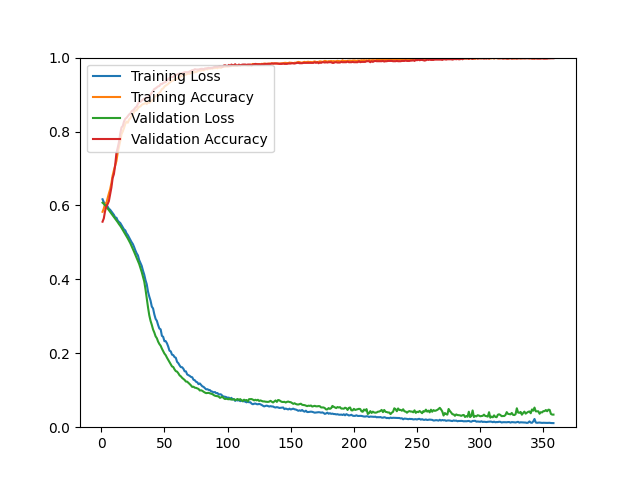 1.0
0.8
0.6
0.4
0.2
0.0
Training Loss
Training Accuracy
Validation Loss
Validation Accuracy
0 50 100 150 200 250 300 350